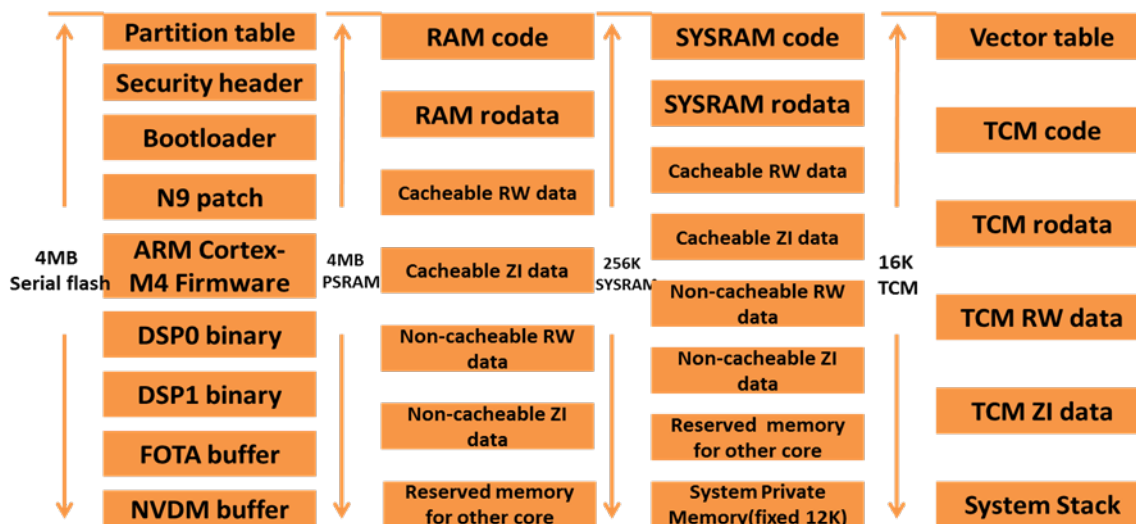 4MB
Serial flash
Partition table
Security header
Bootloader
N9 patch
ARM Cortex-
M4 Firmware
DSP0 binary
DSP1 binary
FOTA buffer
NVDM buffer
4MB
PSRAM
RAM code
RAM rodata
Cacheable RW data
Cacheable ZI data
Non-cacheable RW
data
Non-cacheable ZI
data
Reserved memory
for other core
256K
SYSRAM
SYSRAM code
SYSRAM rodata
Cacheable RW data
Cacheable ZI data
Non-cacheable RW
data
Non-cacheable ZI
data
Reserved memory
for other core
System Private
Memory(fixed 12K)
16K
TCM
Vector table
TCM code
TCM rodata
TCM RW data
TCM ZI data
System Stack